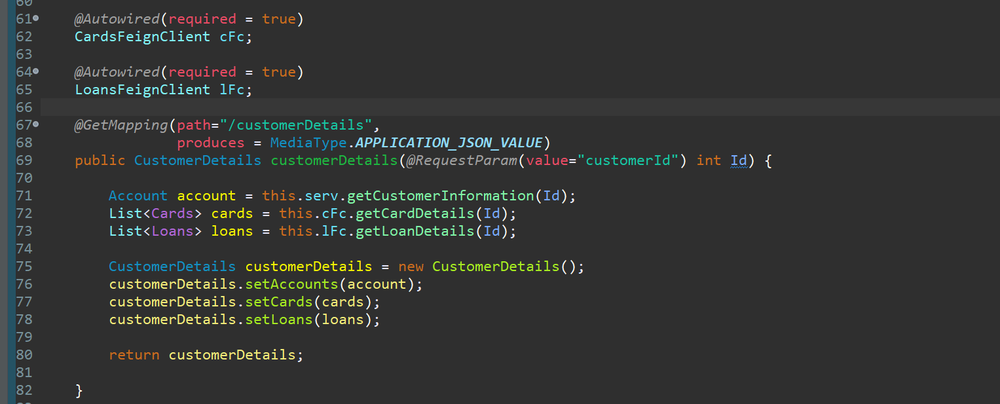 60
61 @Autowired(required = true)
62 CardsFeignClient cFc;
63
64 @Autowired(required = true)
65 LoansFeignClient lFc;
66
67 @GetMapping(path="/customerDetails",
68 produces = MediaType.APPLICATION_JSON_VALUE)
69 public CustomerDetails customerDetails(@RequestParam(value="customerId") int Id) {
70
71 Account account = this.serv.getCustomerInformation(Id);
72 List<Cards> cards = this.cFc.getCardDetails(Id);
73 List<Loans> loans = this.lFc.getLoanDetails(Id);
74
75 CustomerDetails customerDetails = new CustomerDetails();
76 customerDetails.setAccounts(account);
77 customerDetails.setCards(cards);
78 customerDetails.setLoans(loans);
79
80 return customerDetails;
81
82 }